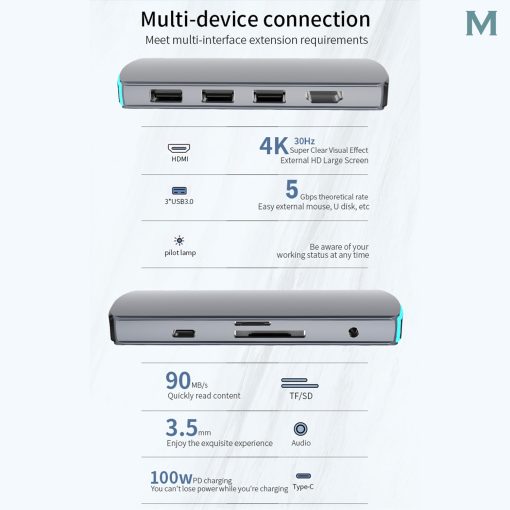 Multi-device connection
M
Meet multi-interface extension requirements
HDMI
4K 30Hz
Super Clear Visual Effect
External HD Large Screen
3*USB3.0
5 Gbps theoretical rate
Easy external mouse, U disk, etc
pilot lamp
Be aware of your
working status at any time
90 MB/s
Quickly read content
TF/SD
3.5mm
Enjoy the exquisite experience
Audio
100w PD charging
You can't lose power while you're charging
Type-C